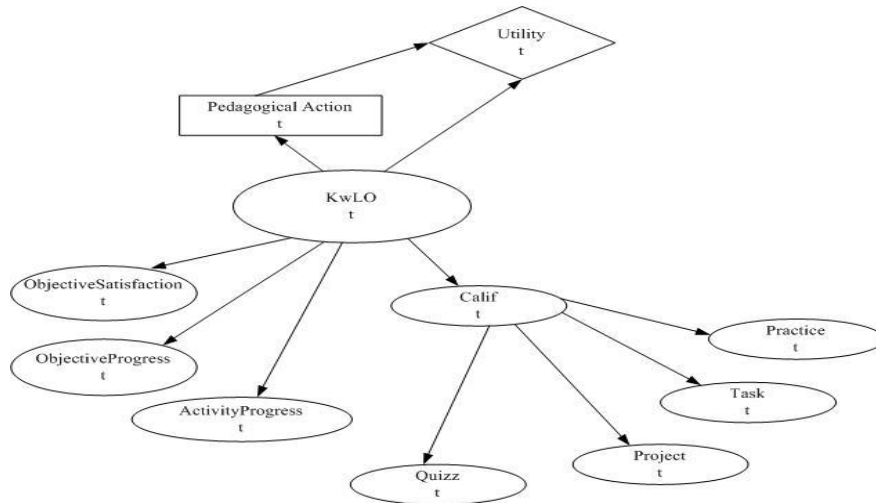 Utility
t
Pedagogical Action
t
KwLO
t
ObjectiveSatisfaction
t
Calif
t
Practice
t
ObjectiveProgress
t
Task
t
ActivityProgress
t
Project
t
Quizz
t